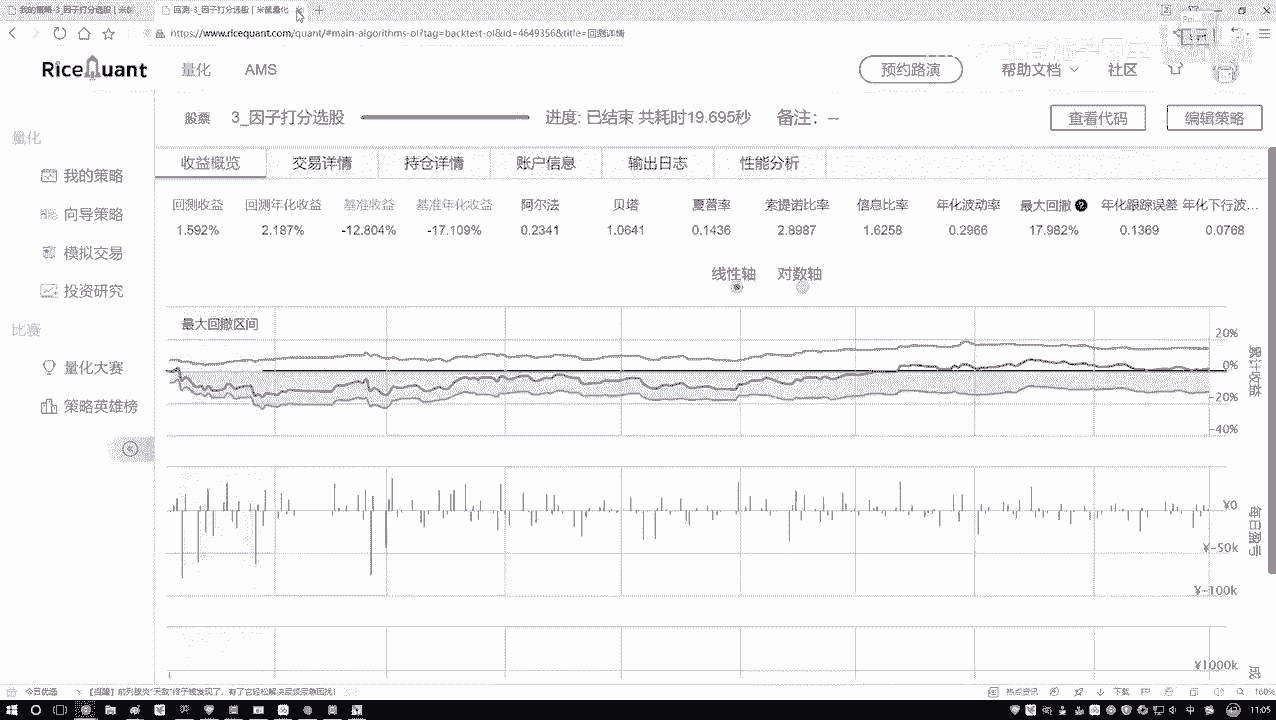 我的策略-3_因子打分选股 | 米筐
回测-3_因子打分选股 | 米筐量化
https://www.ricequant.com/quant/#main-algorithms-ol?tag=backtest-ol&id=4649356&title=回测详情
RiceQuant 量化 AMS 预约路演 帮助文档 社区
股票 3_因子打分选股 进度: 已结束 共耗时19.695秒 备注: -- 查看代码 编辑策略
量化
我的策略
向导策略
模拟交易
投资研究
比赛
量化大赛
策略英雄榜
收益概览 交易详情 持仓详情 账户信息 输出日志 性能分析
回测收益 回测年化收益 基准收益 基准年化收益 阿尔法 贝塔 夏普率 索提诺比率 信息比率 年化波动率 最大回撤 年化跟踪误差 年化下行波...
1.592% 2.187% -12.804% -17.109% 0.2341 1.0641 0.1436 2.8987 1.6258 0.2966 17.982% 0.1369 0.0768
线性轴 对数轴
最大回撤区间
20%
0%
-20%
-40%
累计收益
¥0
¥-50k
¥-100k
每日盈亏
¥1000k
成
今日优选
热点资讯 下载 160%
中 11:05